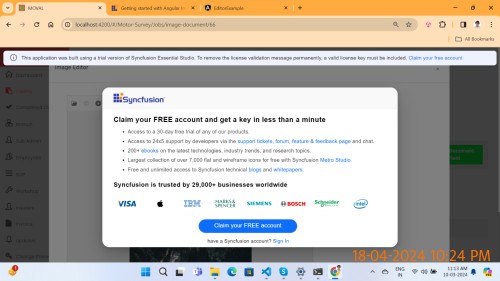 MOVAL
Getting started with Angular Im
EditorExample
localhost:4200/#/Motor-Survey/Jobs/image-document/66
All Bookmarks
This application was built using a trial version of Syncfusion Essential Studio. To remove the license validation message permanently, a valid license key must be included. Claim your free account
Image Editor
Syncfusion
Claim your FREE account and get a key in less than a minute
Access to a 30-day free trial of any of our products.
Access to 24x5 support by developers via the support tickets, forum, feature & feedback page and chat.
200+ ebooks on the latest technologies, industry trends, and research topics.
Largest collection of over 7,000 flat and wireframe icons for free with Syncfusion Metro Studio.
Free and unlimited access to Syncfusion technical blogs and whitepapers.
Syncfusion is trusted by 29,000+ businesses worldwide
VISA IBM MARKS& SPENCER SIEMENS BOSCH Schneider Electric intel
Claim your FREE account
have a Syncfusion account? Sign In
18-04-2024 10:24 PM
ENG
IN
11:13 AM
18-03-2024